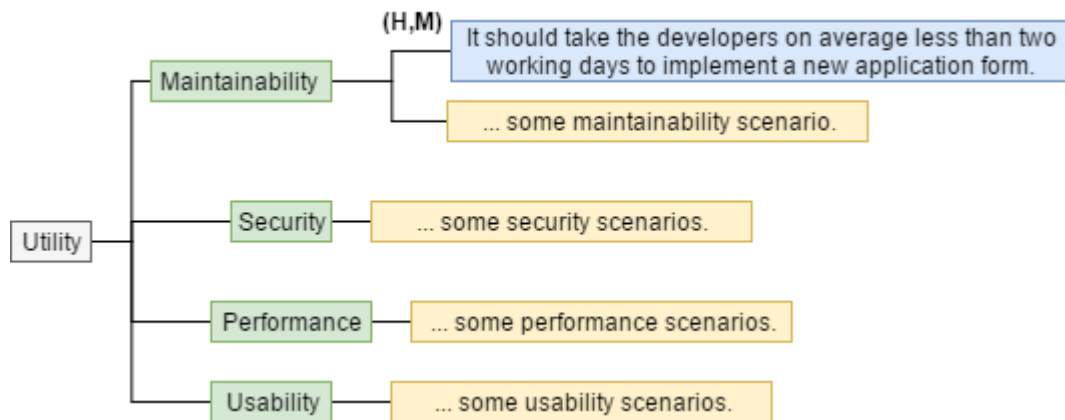 (H,M)
It should take the developers on average less than two
working days to implement a new application form.
Maintainability
... some maintainability scenario.
Security
... some security scenarios.
Utility
Performance
... some performance scenarios.
Usability
... some usability scenarios.